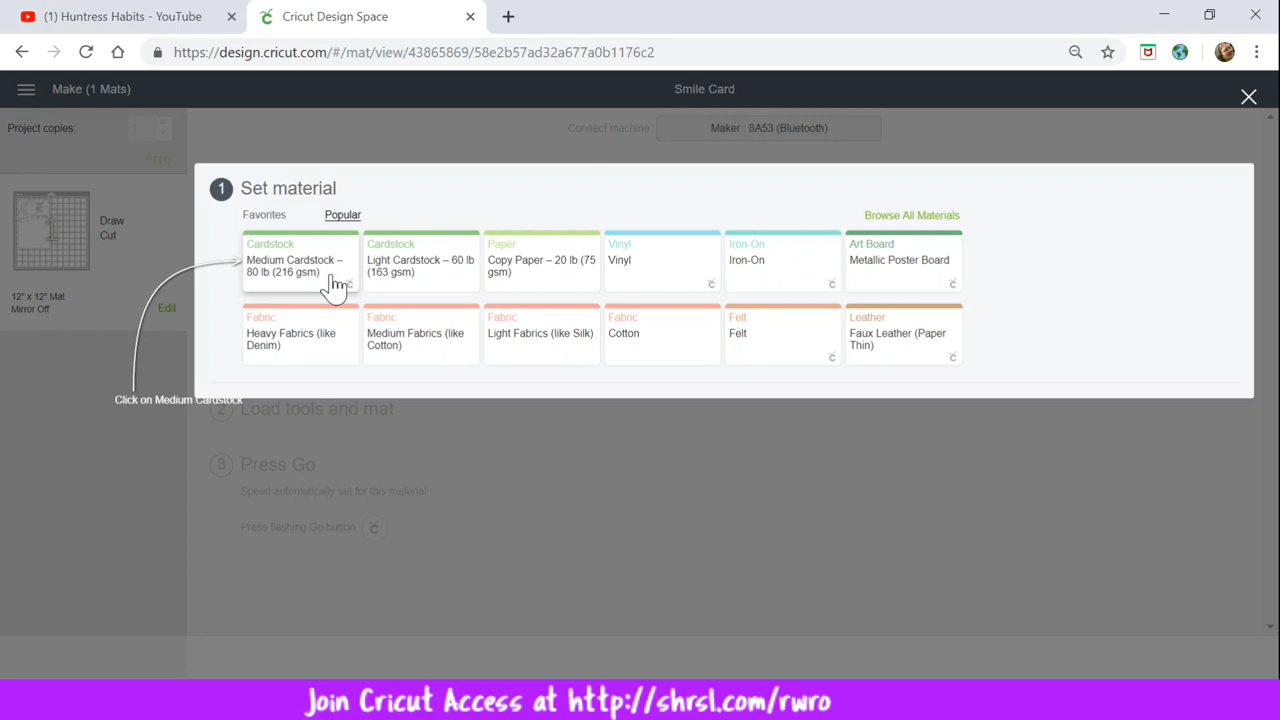 (1) Huntress Habits - YouTube
Cricut Design Space
https://design.cricut.com/#/mat/view/43865869/58e2b57ad32a677a0b1176c2
Make (1 Mats)
Smile Card
Project copies:
Connect machine
Maker : 8A53 (Bluetooth)
Apply
1 Set material
Favorites
Popular
Browse All Materials
Cardstock
Medium Cardstock –
80 lb (216 gsm)
Cardstock
Light Cardstock – 60 lb
(163 gsm)
Paper
Copy Paper – 20 lb (75
gsm)
Vinyl
Vinyl
Iron-On
Iron-On
Art Board
Metallic Poster Board
Draw
Cut
12" x 12" Mat
Mirror Off
Edit
Fabric
Heavy Fabrics (like
Denim)
Fabric
Medium Fabrics (like
Cotton)
Fabric
Light Fabrics (like Silk)
Fabric
Cotton
Felt
Felt
Leather
Faux Leather (Paper
Thin)
Click on Medium Cardstock
2 Load tools and mat
3 Press Go
Speed automatically set for this material
Press flashing Go button
Join Cricut Access at http://shrsl.com/rwro